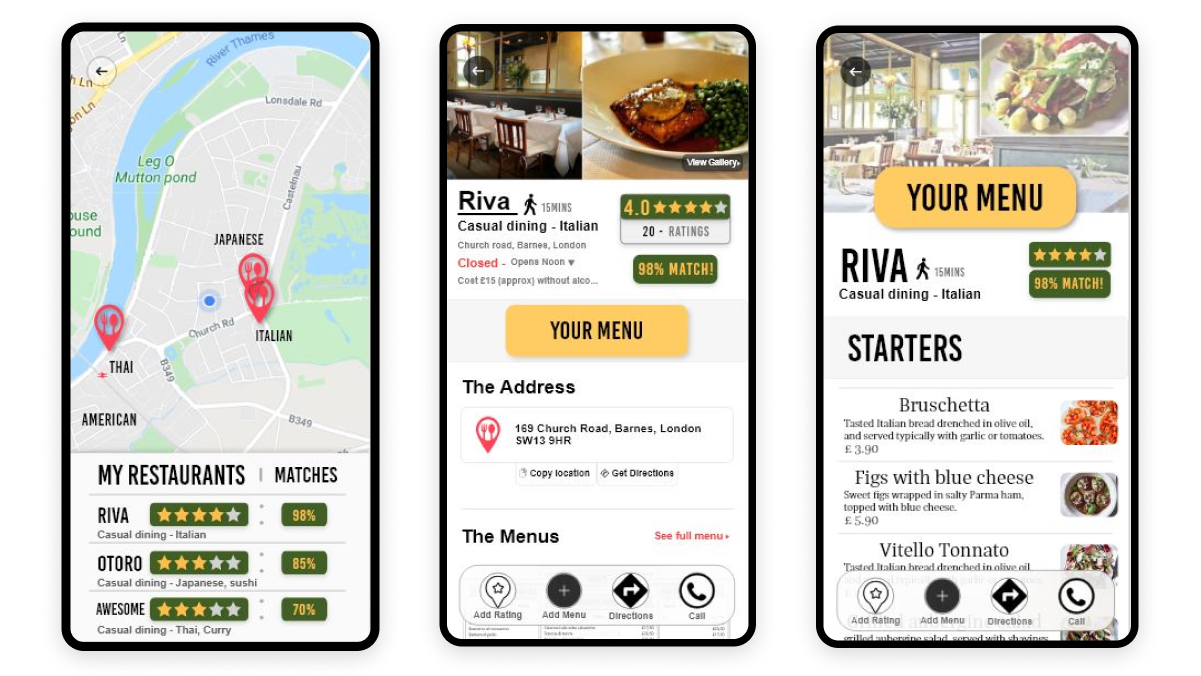 River Thames
h Ln
on Ln
Lonsdale Rd
Leg O
Mutton pond
Castelnau
ouse
ound
JAPANESE
ITALIAN
Church Rd
THAI
B349
B349
AMERICAN
MY RESTAURANTS | MATCHES
RIVA : 98%
Casual dining - Italian
OTORO : 85%
Casual dining - Japanese, sushi
AWESOME : 70%
Casual dining - Thai, Curry
View Gallery
Riva 15MINS
4.0
Casual dining - Italian
20 - RATINGS
Church road, Barnes, London
Closed - Opens Noon
98% MATCH!
Cost £15 (approx) without alco...
YOUR MENU
The Address
169 Church Road, Barnes, London
SW13 9HR
Copy location
Get Directions
The Menus
See full menu
Add Rating
Add Menu
Directions
Call
YOUR MENU
RIVA 15MINS
98% MATCH!
Casual dining - Italian
STARTERS
Bruschetta
Tasted Italian bread drenched in olive oil,
and served typically with garlic or tomatoes.
£ 3.90
Figs with blue cheese
Sweet figs wrapped in salty Parma ham,
topped with blue cheese.
£ 5.90
Vitello Tonnato
Tasted Italian bread drenched in olive oil,
Add Rating
Add Menu
Directions
Call
grilled aubergine salad, served with shavings